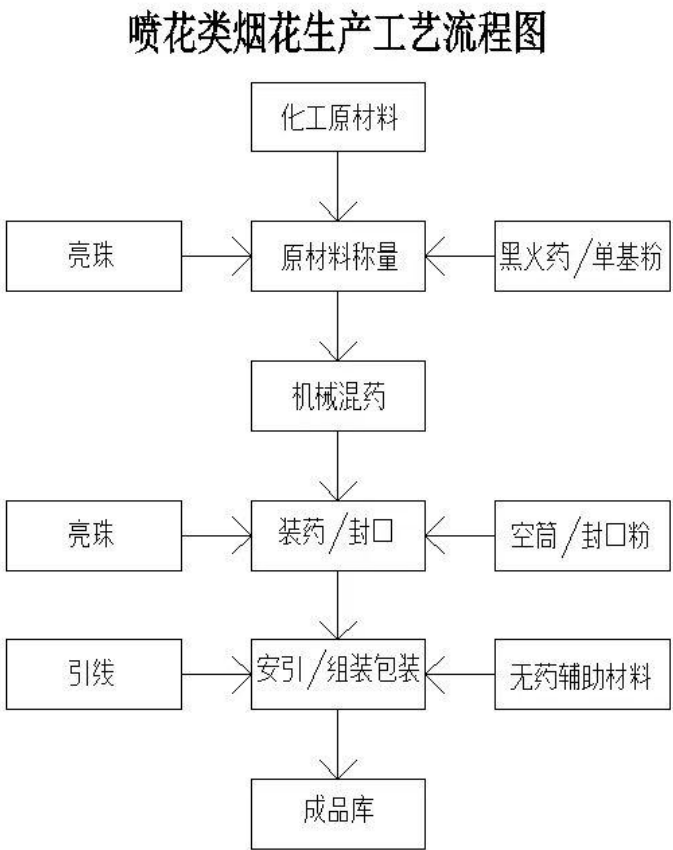 喷花类烟花生产工艺流程图
化工原材料
亮珠
原材料称量
黑火药/单基粉
机械混药
亮珠
装药/封口
空筒/封口粉
引线
安引/组装包装
无药辅助材料
成品库